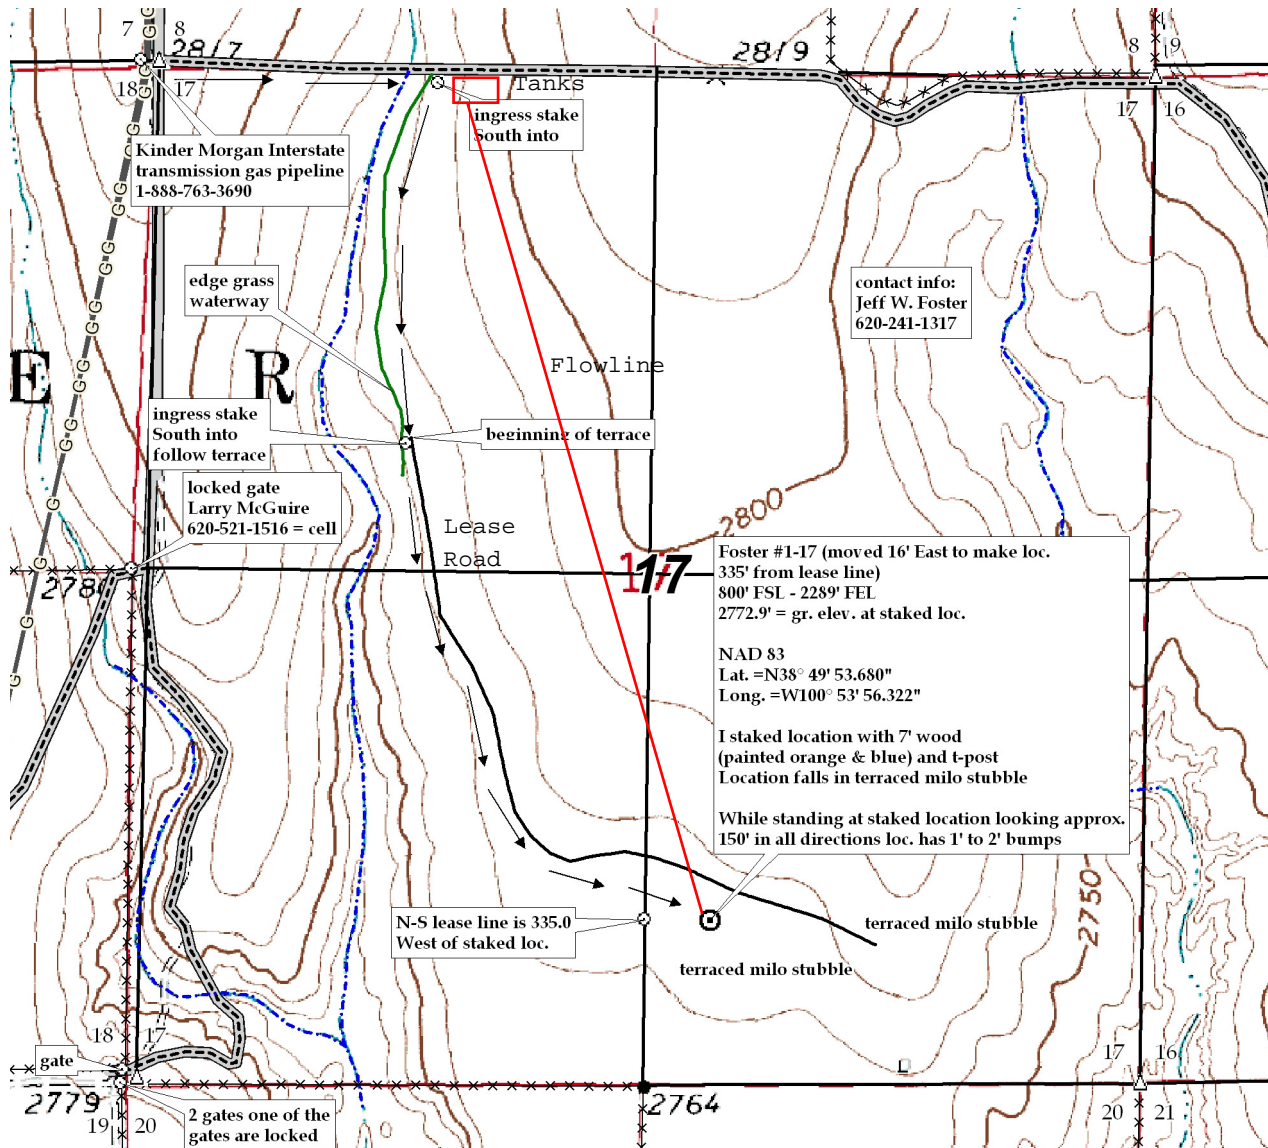 7
8
2817
2819
8
9
18
17
Tanks
17
16
ingress stake
South into
Kinder Morgan Interstate
transmission gas pipeline
1-888-763-3690
edge grass
waterway
contact info:
Jeff W. Foster
620-241-1317
E
R
Flowline
ingress stake
South into
follow terrace
beginning of terrace
locked gate
Larry McGuire
620-521-1516 = cell
Lease
Road
2800
17
17
Foster #1-17 (moved 16' East to make loc.
335' from lease line)
800' FSL - 2289' FEL
2772.9' = gr. elev. at staked loc.
NAD 83
Lat. =N38° 49' 53.680"
Long. =W100° 53' 56.322"
I staked location with 7' wood
(painted orange & blue) and t-post
Location falls in terraced milo stubble
While standing at staked location looking approx.
150' in all directions loc. has 1' to 2' bumps
N-S lease line is 335.0
West of staked loc.
terraced milo stubble
terraced milo stubble
2750
18
17
17
16
gate
2779
2764
19
20
2 gates one of the
gates are locked
20
21